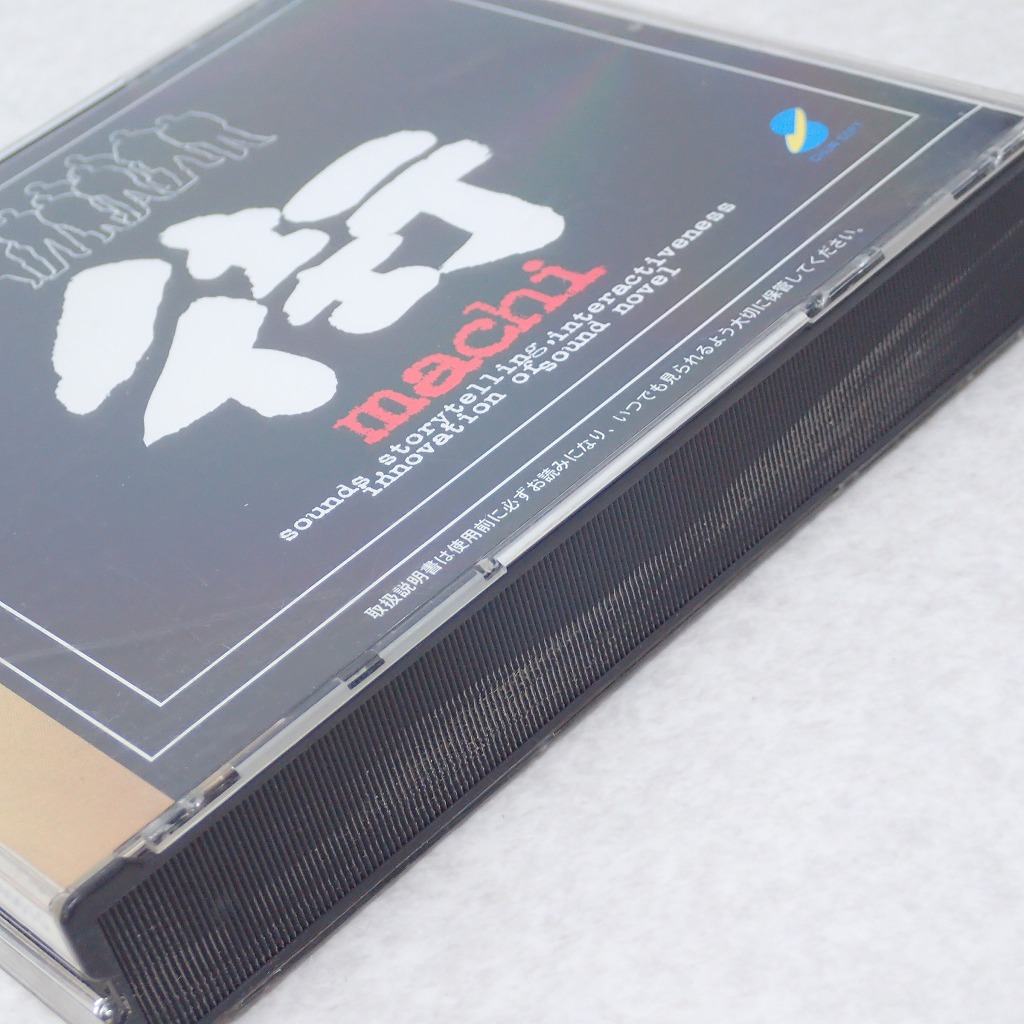 街
machi
sounds, storytelling, interactiveness
innovation of sound novel
取扱説明書は使用前に必ずお読みになり、いつでも見られるよう大切に保管してください。
CHUN SOFT